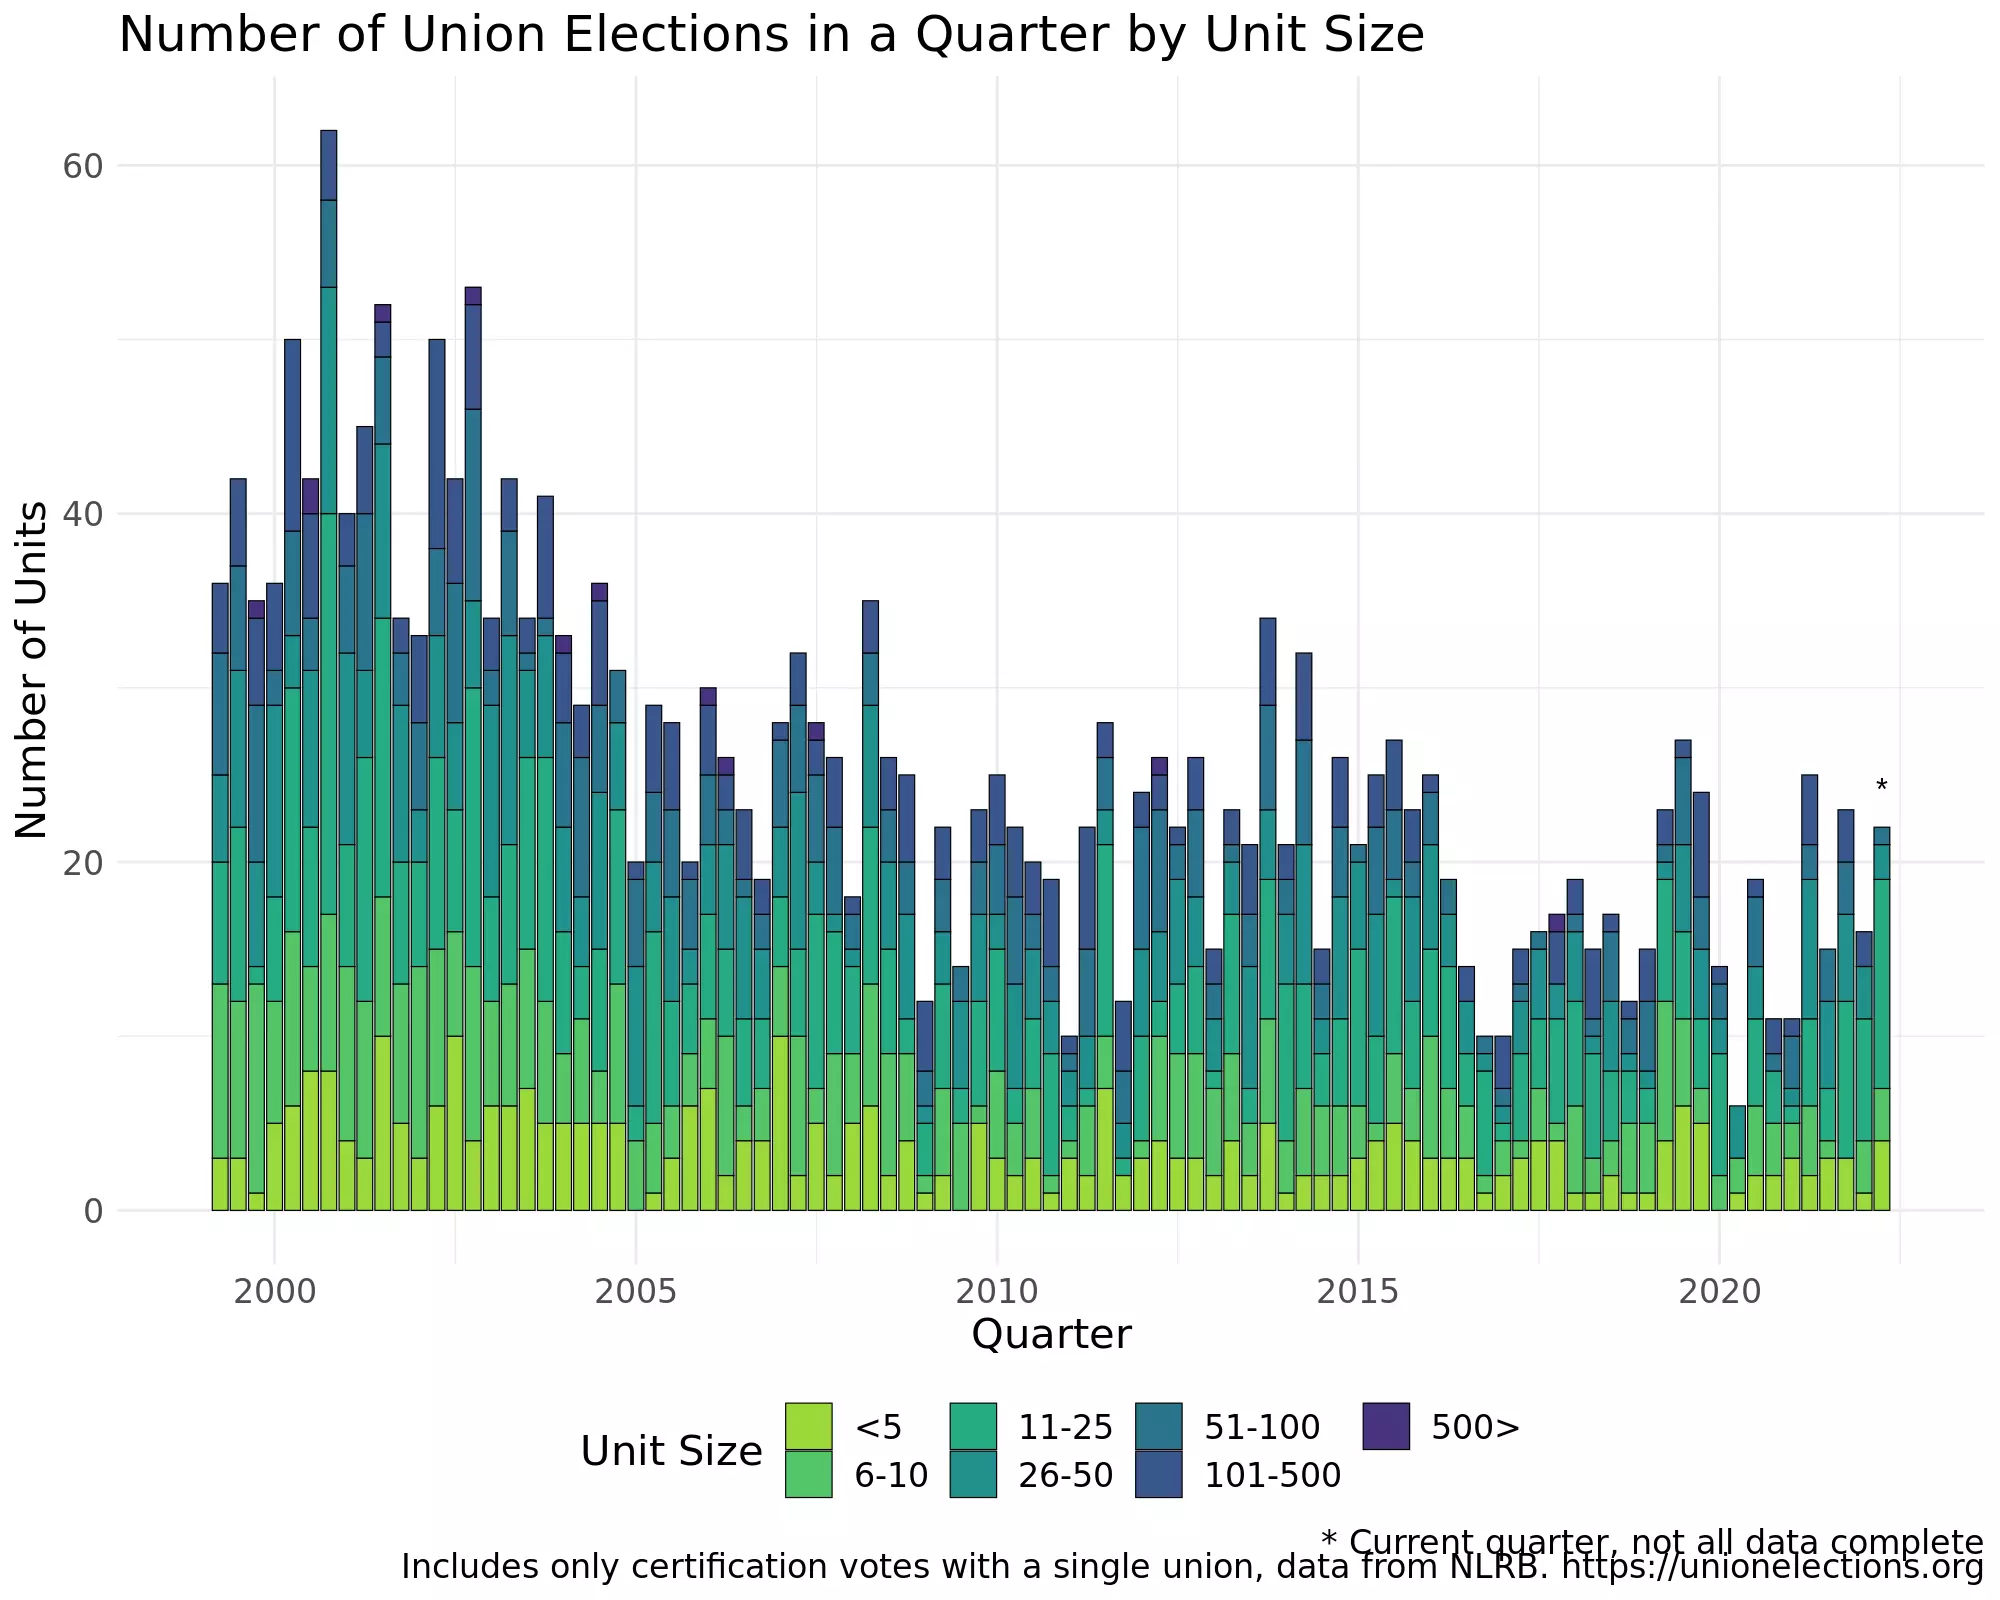 Number of Union Elections in a Quarter by Unit Size
Number of Units
60
40
20
0
*
2000 2005 2010 2015 2020
Quarter
Unit Size
<5 11-25 51-100 500>
6-10 26-50 101-500
* Current quarter, not all data complete
Includes only certification votes with a single union, data from NLRB. https://unionelections.org